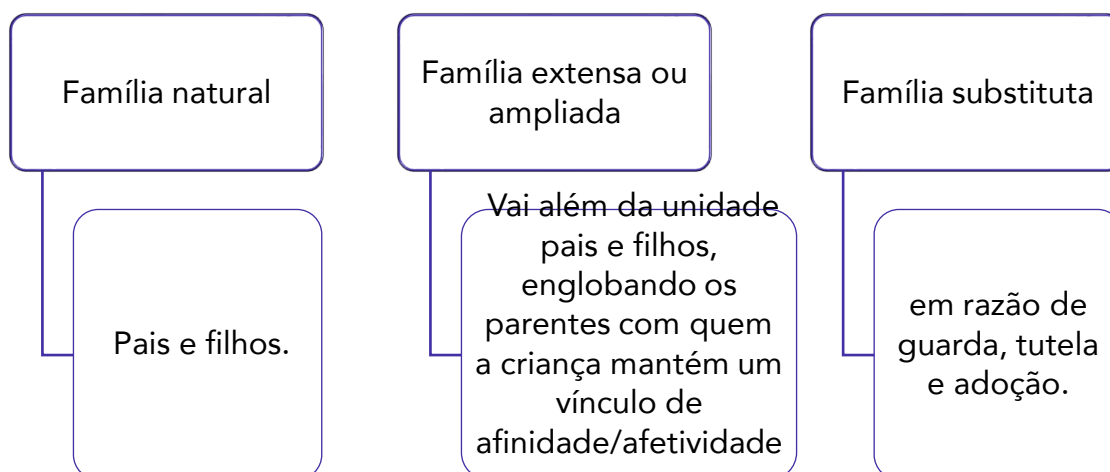 Família natural
Pais e filhos.
Família extensa ou
ampliada
Vai além da unidade
pais e filhos,
englobando os
parentes com quem
a criança mantém um
vínculo de
afinidade/afetividade
Família substituta
em razão de
guarda, tutela
e adoção.